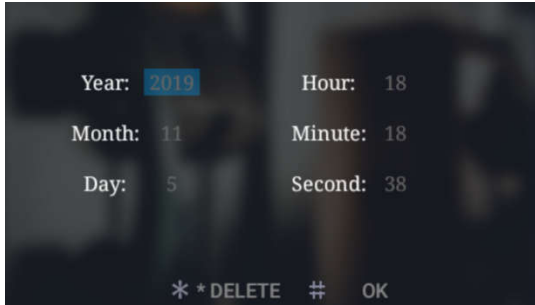 Year: 2019 Hour: 18
Month: 11 Minute: 18
Day: 5 Second: 38
* * DELETE # OK